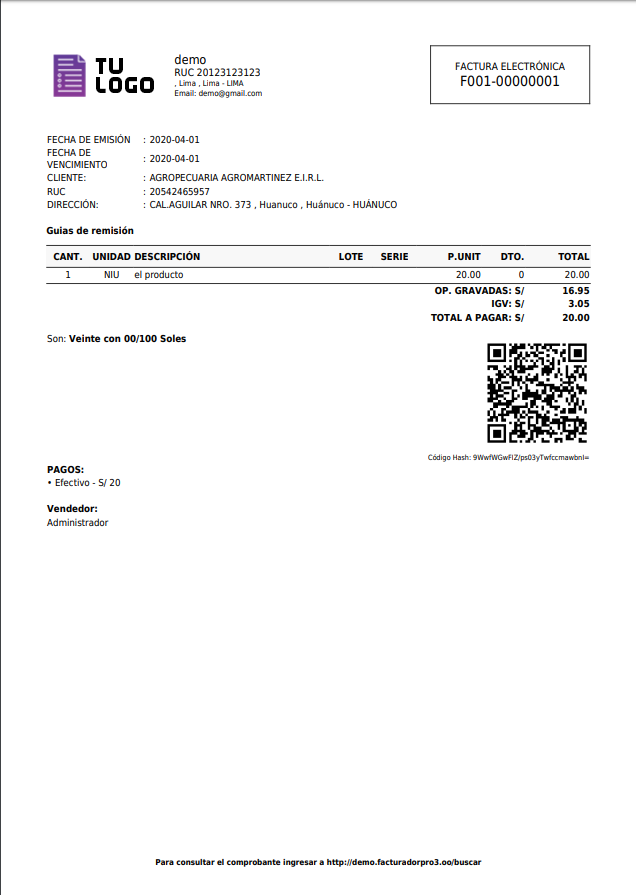 TU
LOGO
demo
RUC 20123123123
, Lima , Lima - LIMA
Email: demo@gmail.com
FACTURA ELECTRÓNICA
F001-00000001
FECHA DE EMISIÓN : 2020-04-01
FECHA DE
VENCIMIENTO : 2020-04-01
CLIENTE: : AGROPECUARIA AGROMARTINEZ E.I.R.L.
RUC : 20542465957
DIRECCIÓN: : CAL.AGUILAR NRO. 373 , Huanuco , Huánuco - HUÁNUCO
Guias de remisión
CANT. UNIDAD DESCRIPCIÓN LOTE SERIE P.UNIT DTO. TOTAL
1 NIU el producto 20.00 0 20.00
OP. GRAVADAS: S/ 16.95
IGV: S/ 3.05
TOTAL A PAGAR: S/ 20.00
Son: Veinte con 00/100 Soles
Código Hash: 9WwfWGwFIZ/ps03yTwfccmawbnI=
PAGOS:
• Efectivo - S/ 20
Vendedor:
Administrador
Para consultar el comprobante ingresar a http://demo.facturadorpro3.oo/buscar